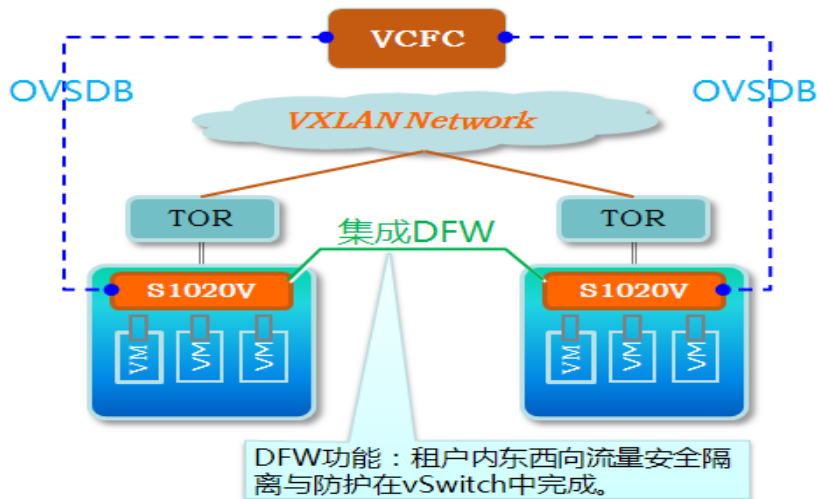 VCFC
OVSDB
OVSDB
VXLAN Network
TOR
TOR
集成DFW
S1020V
S1020V
VM
VM
VM
VM
VM
VM
DFW功能：租户内东西向流量安全隔
离与防护在vSwitch中完成。